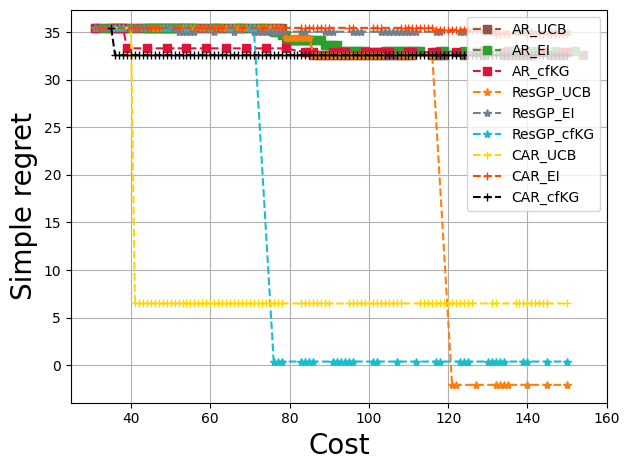 Simple regret
35
30
25
20
15
10
5
0
40
60
80
100
120
140
160
Cost
AR_UCB
AR_EI
AR_cfKG
ResGP_UCB
ResGP_EI
ResGP_cfKG
CAR_UCB
CAR_EI
CAR_cfKG